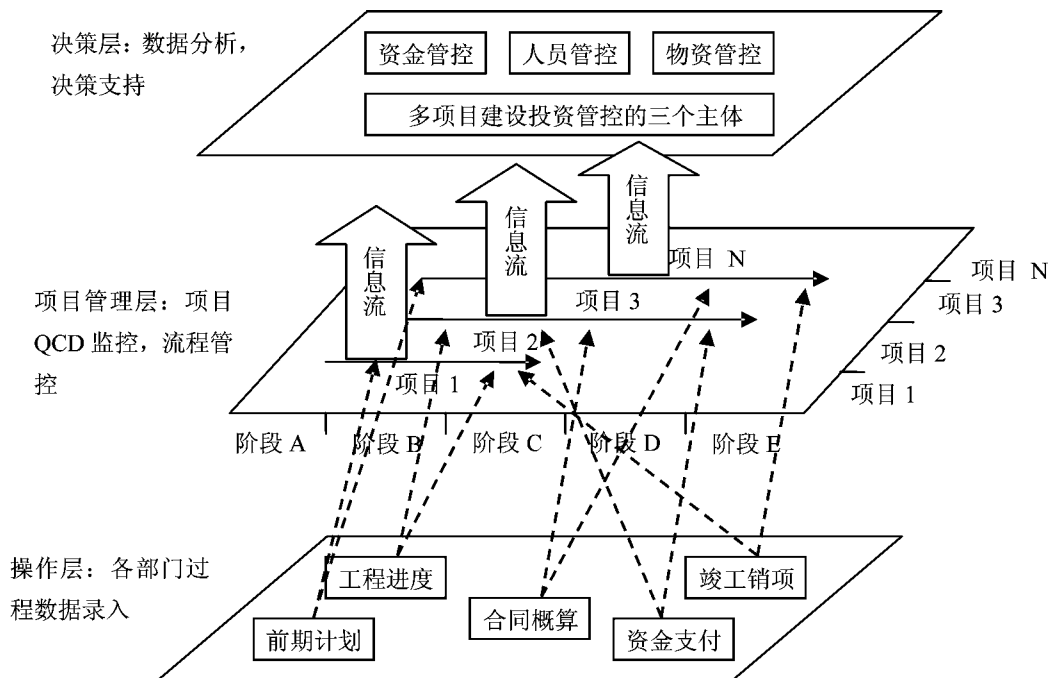 决策层：数据分析，
决策支持
资金管控
人员管控
物资管控
多项目建设投资管控的三个主体
信息流
信息流
信息流
项目管理层：项目
QCD 监控，流程管
控
项目 N
项目 3
项目 2
项目 1
项目 N
项目 3
项目 2
项目 1
阶段 A
阶段 B
阶段 C
阶段 D
阶段 E
操作层：各部门过
程数据录入
工程进度
竣工销项
合同概算
前期计划
资金支付